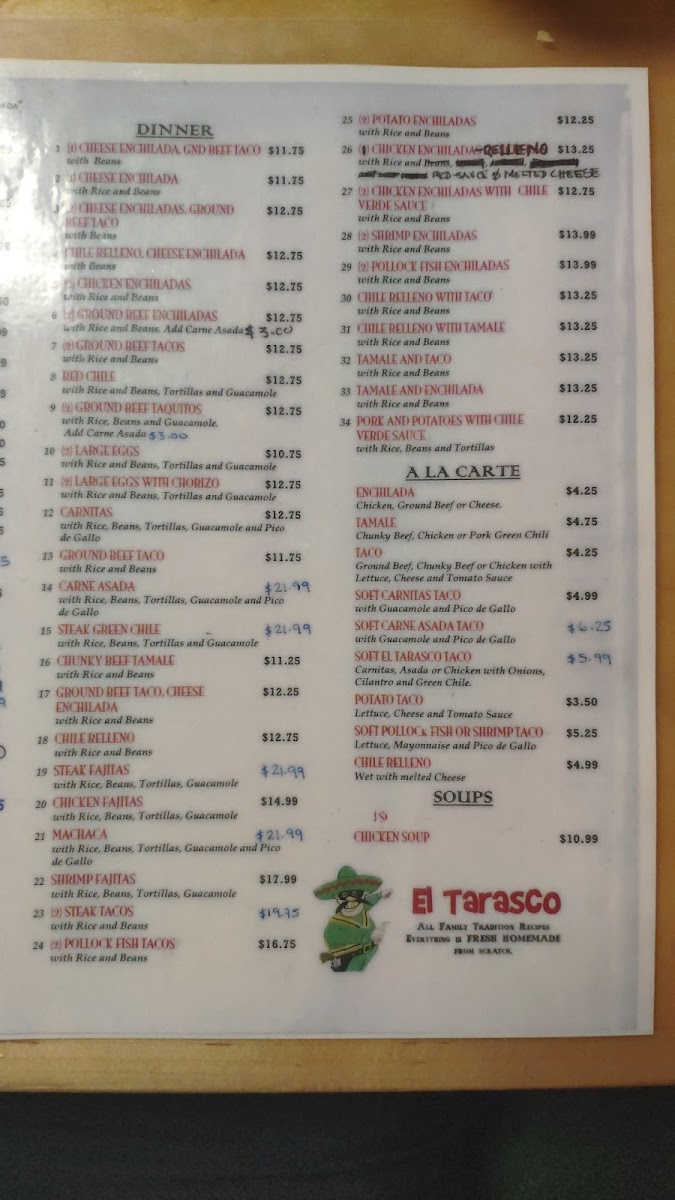 DINNER
1 (1) CHEESE ENCHILADA, GND BEEF TACO $11.75
with Beans
2 (1) CHEESE ENCHILADA $11.75
with Rice and Beans
3 (2) CHEESE ENCHILADAS, GROUND $12.75
BEEF TACO
with Beans
4 CHILE RELLENO, CHEESE ENCHILADA $12.75
with Beans
5 (2) CHICKEN ENCHILADAS $12.75
with Rice and Beans
6 (2) GROUND BEEF ENCHILADAS $12.75
with Rice and Beans. Add Carne Asada $3.00
7 (2) GROUND BEEF TACOS $12.75
with Rice and Beans
8 RED CHILE $12.75
with Rice and Beans, Tortillas and Guacamole
9 (2) GROUND BEEF TAQUITOS $12.75
with Rice, Beans and Guacamole.
Add Carne Asada $3.00
10 (2) LARGE EGGS $10.75
with Rice and Beans, Tortillas and Guacamole
11 (2) LARGE EGGS WITH CHORIZO $12.75
with Rice and Beans, Tortillas and Guacamole
12 CARNITAS $12.75
with Rice, Beans, Tortillas, Guacamole and Pico
de Gallo
13 GROUND BEEF TACO $11.75
with Rice and Beans
14 CARNE ASADA $21.99
with Rice, Beans, Tortillas, Guacamole and Pico
de Gallo
15 STEAK GREEN CHILE $21.99
with Rice, Beans, Tortillas and Guacamole
16 CHUNKY BEEF TAMALE $11.25
with Rice and Beans
17 GROUND BEEF TACO, CHEESE $12.25
ENCHILADA
with Rice and Beans
18 CHILE RELLENO $12.75
with Rice and Beans
19 STEAK FAJITAS $21.99
with Rice, Beans, Tortillas, Guacamole
20 CHICKEN FAJITAS $14.99
with Rice, Beans, Tortillas, Guacamole
21 MACHACA $21.99
with Rice, Beans, Tortillas, Guacamole and Pico
de Gallo
22 SHRIMP FAJITAS $17.99
with Rice, Beans, Tortillas, Guacamole
23 (2) STEAK TACOS $19.75
with Rice and Beans
24 (2) POLLOCK FISH TACOS $16.75
with Rice and Beans
25 (2) POTATO ENCHILADAS $12.25
with Rice and Beans
26 (1) CHICKEN ENCHILADA RELLENO $13.25
with Rice and Beans,
RED SAUCE & MELTED CHEESE
27 (2) CHICKEN ENCHILADAS WITH CHILE $12.75
VERDE SAUCE
with Rice and Beans
28 (2) SHRIMP ENCHILADAS $13.99
with Rice and Beans
29 (2) POLLOCK FISH ENCHILADAS $13.99
with Rice and Beans
30 CHILE RELLENO WITH TACO $13.25
with Rice and Beans
31 CHILE RELLENO WITH TAMALE $13.25
with Rice and Beans
32 TAMALE AND TACO $13.25
with Rice and Beans
33 TAMALE AND ENCHILADA $13.25
with Rice and Beans
34 PORK AND POTATOES WITH CHILE $12.25
VERDE SAUCE
with Rice, Beans and Tortillas
A LA CARTE
ENCHILADA $4.25
Chicken, Ground Beef or Cheese.
TAMALE $4.75
Chunky Beef, Chicken or Pork Green Chili
TACO $4.25
Ground Beef, Chunky Beef or Chicken with
Lettuce, Cheese and Tomato Sauce
SOFT CARNITAS TACO $4.99
with Guacamole and Pico de Gallo
SOFT CARNE ASADA TACO $6.25
with Guacamole and Pico de Gallo
SOFT EL TARASCO TACO $5.99
Carnitas, Asada or Chicken with Onions,
Cilantro and Green Chile.
POTATO TACO $3.50
Lettuce, Cheese and Tomato Sauce
SOFT POLLOCK FISH OR SHRIMP TACO $5.25
Lettuce, Mayonnaise and Pico de Gallo
CHILE RELLENO $4.99
Wet with melted Cheese
SOUPS
CHICKEN SOUP $10.99
El Tarasco
ALL FAMILY TRADITION RECIPES
EVERYTHING IS FRESH HOMEMADE
FROM SCRATCH.